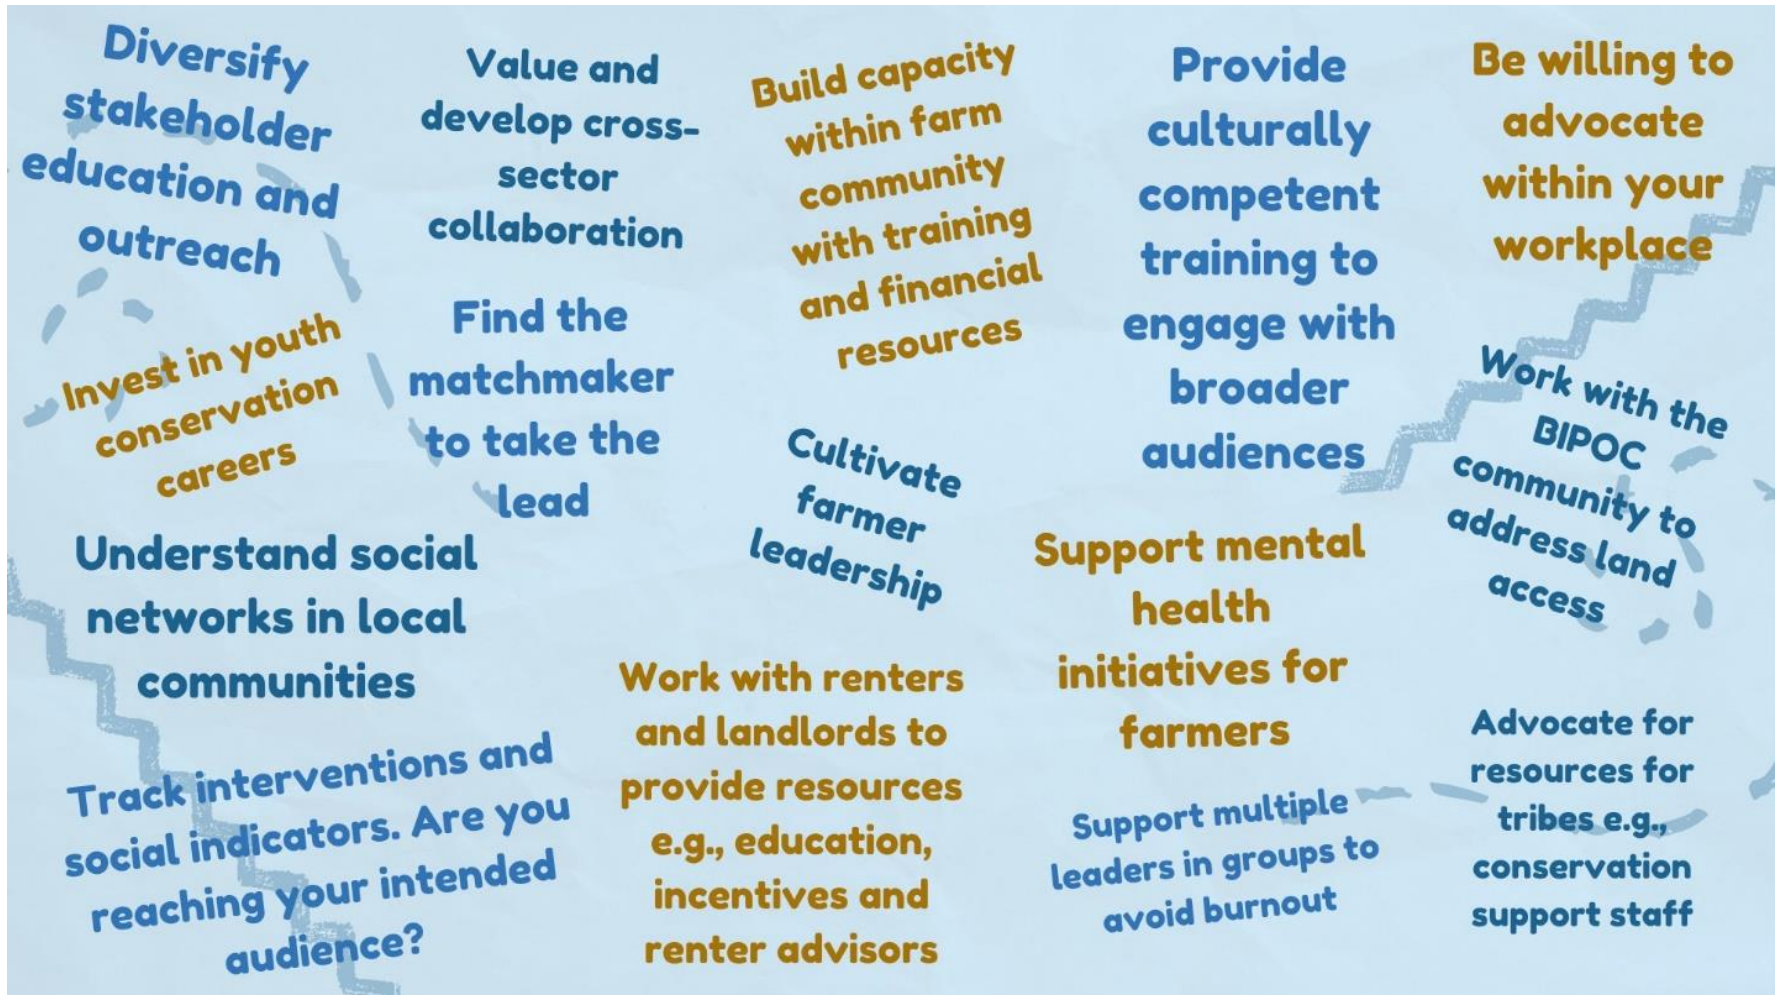 Diversify
stakeholder
education and
outreach
Value and
develop cross-
sector
collaboration
Build capacity
within farm
community
with training
and financial
resources
Provide
culturally
competent
training to
engage with
broader
audiences
Be willing to
advocate
within your
workplace
Invest in youth
conservation
careers
Find the
matchmaker
to take the
lead
Cultivate
farmer
leadership
Work with the
BIPOC
community to
address land
access
Understand social
networks in local
communities
Support mental
health
initiatives for
farmers
Track interventions and
social indicators. Are you
reaching your intended
audience?
Work with renters
and landlords to
provide resources
e.g., education,
incentives and
renter advisors
Support multiple
leaders in groups to
avoid burnout
Advocate for
resources for
tribes e.g.,
conservation
support staff